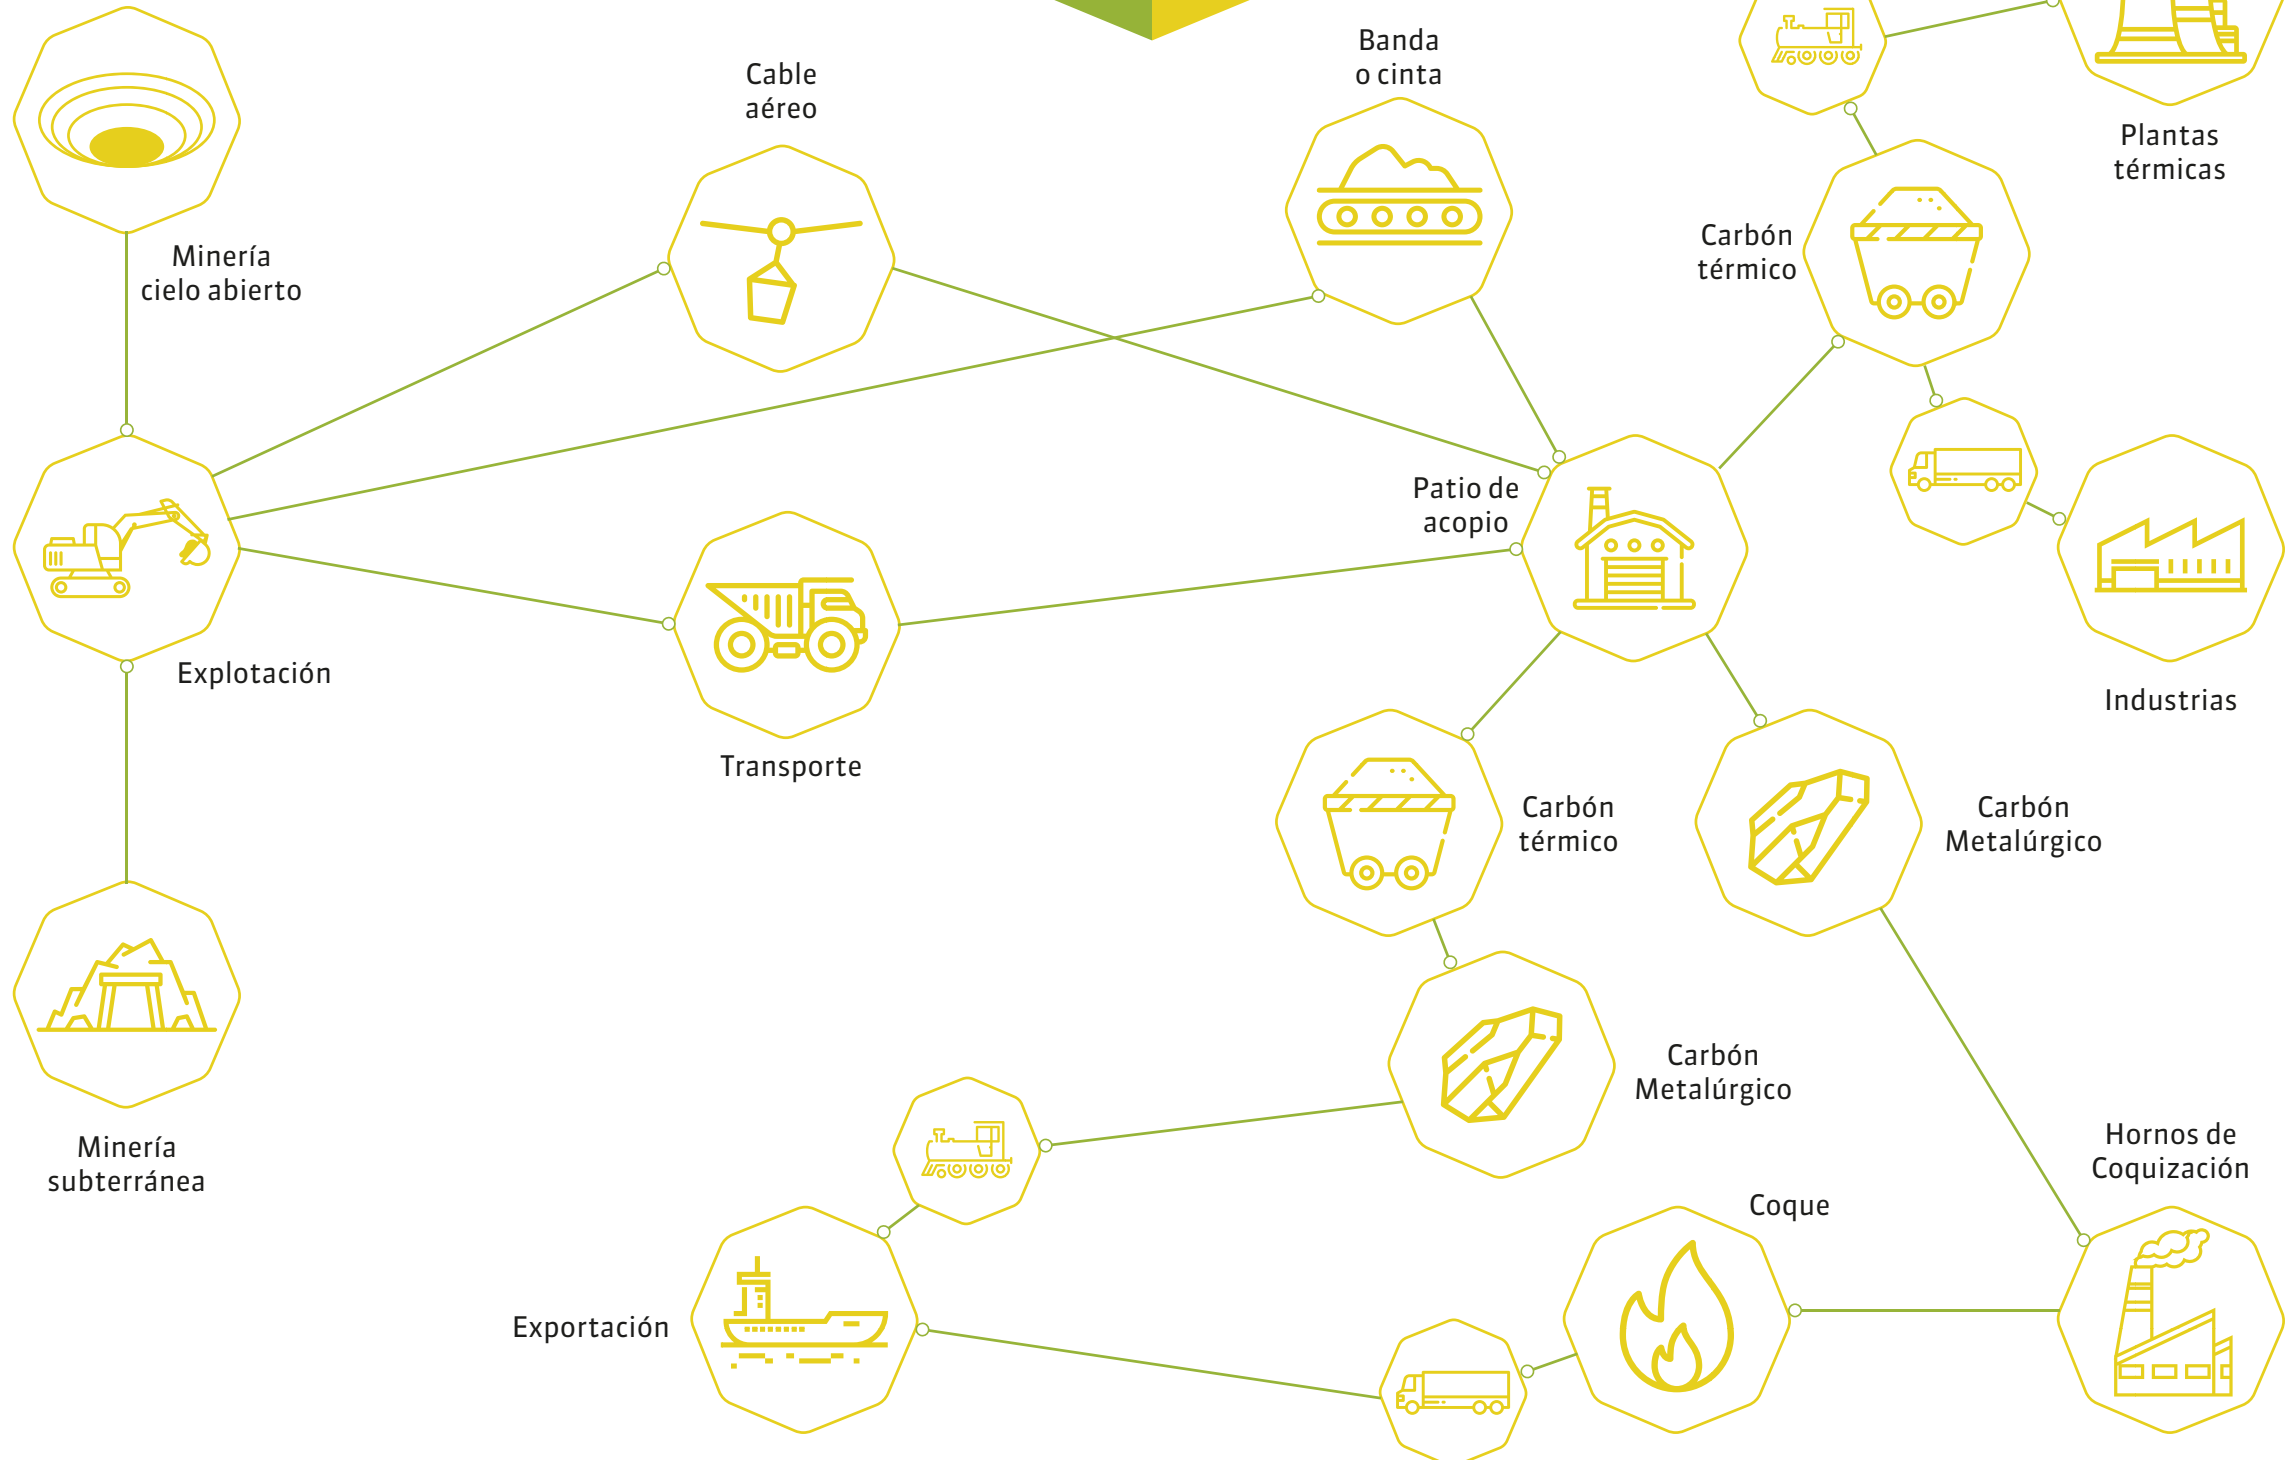 Banda
o cinta
Cable
aéreo
Plantas
térmicas
Carbón
térmico
Minería
cielo abierto
Patio de
acopio
Explotación
Industrias
Transporte
Carbón
térmico
Carbón
Metalúrgico
Carbón
Metalúrgico
Minería
subterránea
Hornos de
Coquización
Coque
Exportación